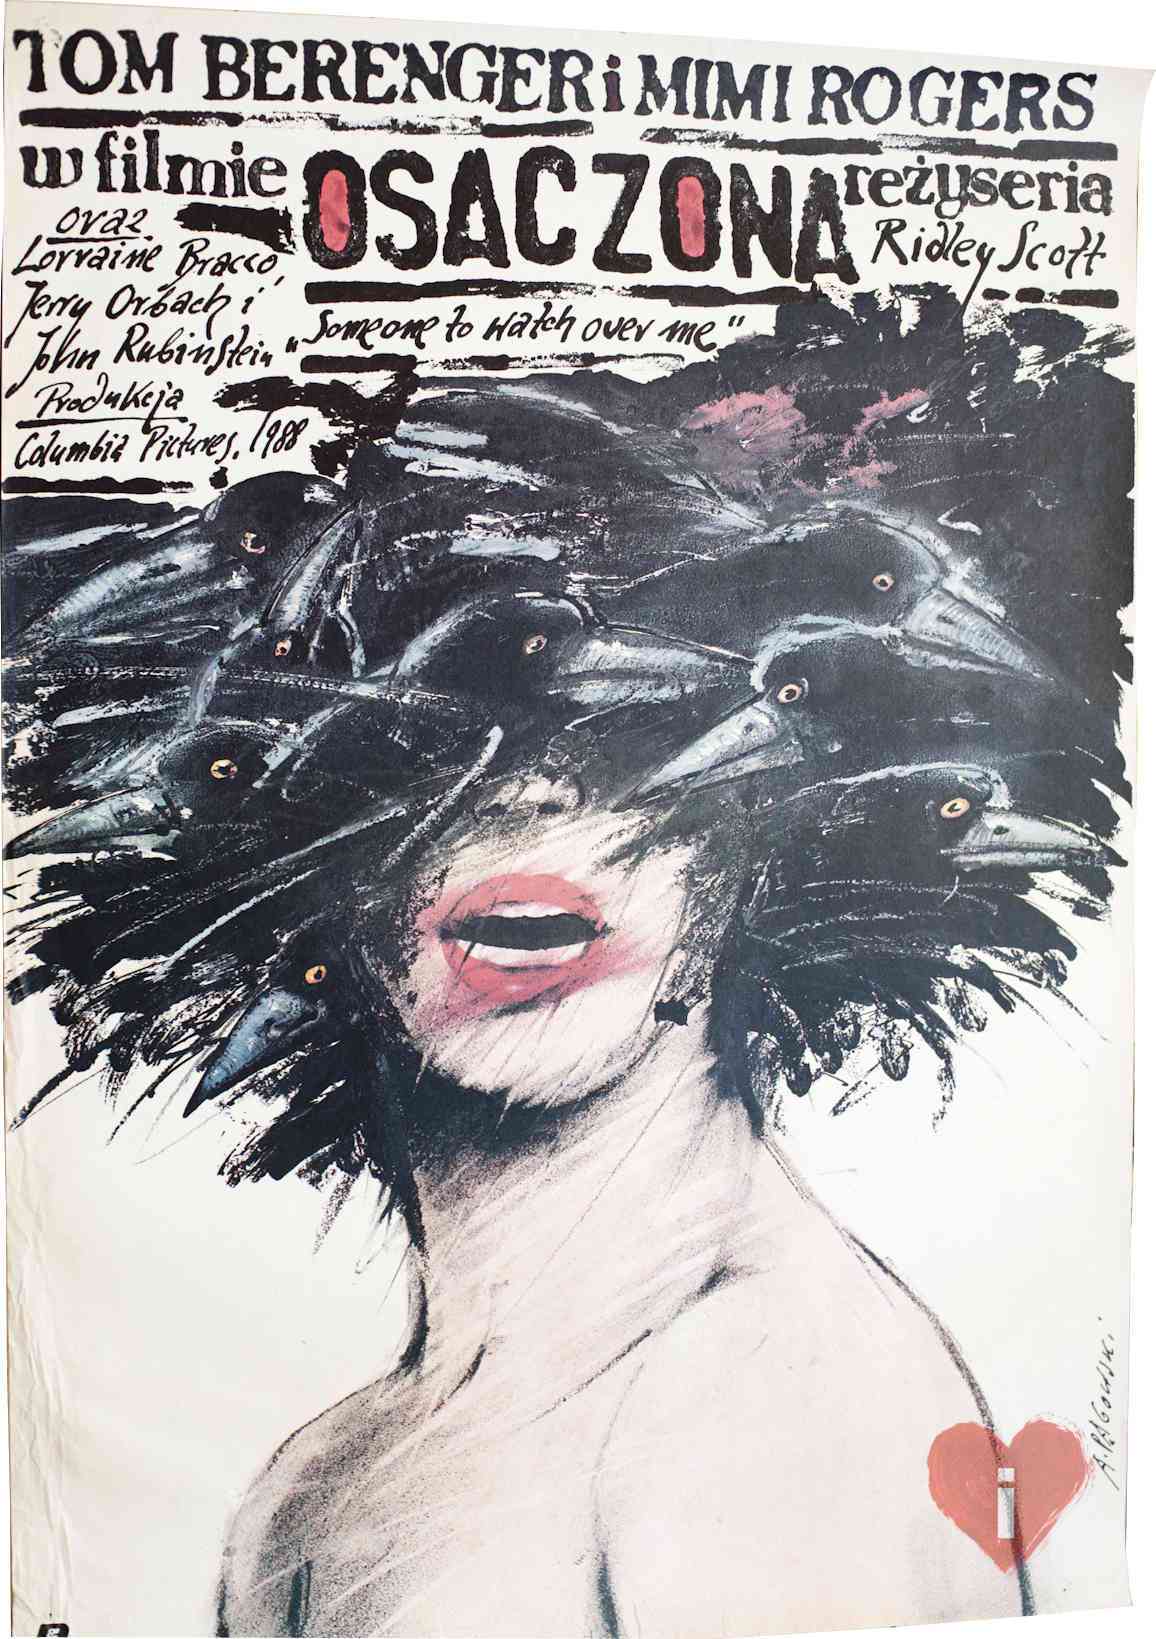 TOM BERENGER i MIMI ROGERS
w filmie OSACZONA reżyseria
Ridley Scott
oraz
Lorraine Bracco,
Jerry Orbach i
John Rubinstein
"Someone to watch over me"
Produkcja
Columbia Pictures, 1988
A. PĄGOWSKI
i